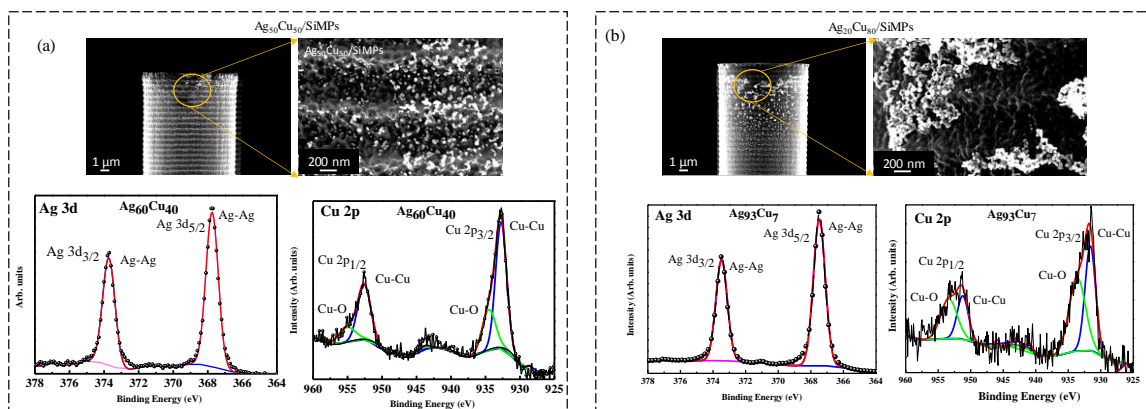 Ag50Cu50/SiMPs
(a)
Ag50Cu50/SiMPs
1 µm
200 nm
Ag 3d
Ag60Cu40
Ag-Ag
Ag 3d5/2
Ag 3d3/2
Ag-Ag
Arb. units)
378 376 374 372 370 368 366 364
Binding Energy (eV)
Cu 2p
Ag60Cu40
Cu 2p3/2
Cu-Cu
Cu 2p1/2
Cu-Cu
Cu-O
Cu-O
Intensity (Arb. units)
960 955 950 945 940 935 930 925
Binding Energy (eV)
Ag20Cu80/SiMPs
(b)
1 µm
200 nm
Ag 3d
Ag93Cu7
Ag 3d5/2
Ag-Ag
Ag 3d3/2
Ag-Ag
Intensity (Arb. units)
378 376 374 372 370 368 366 364
Binding Energy (eV)
Cu 2p
Ag93Cu7
Cu 2p3/2
Cu-Cu
Cu 2p1/2
Cu-O
Cu-O
Cu-Cu
Intensity (Arb. units)
960 955 950 945 940 935 930 925
Binding Energy (eV)